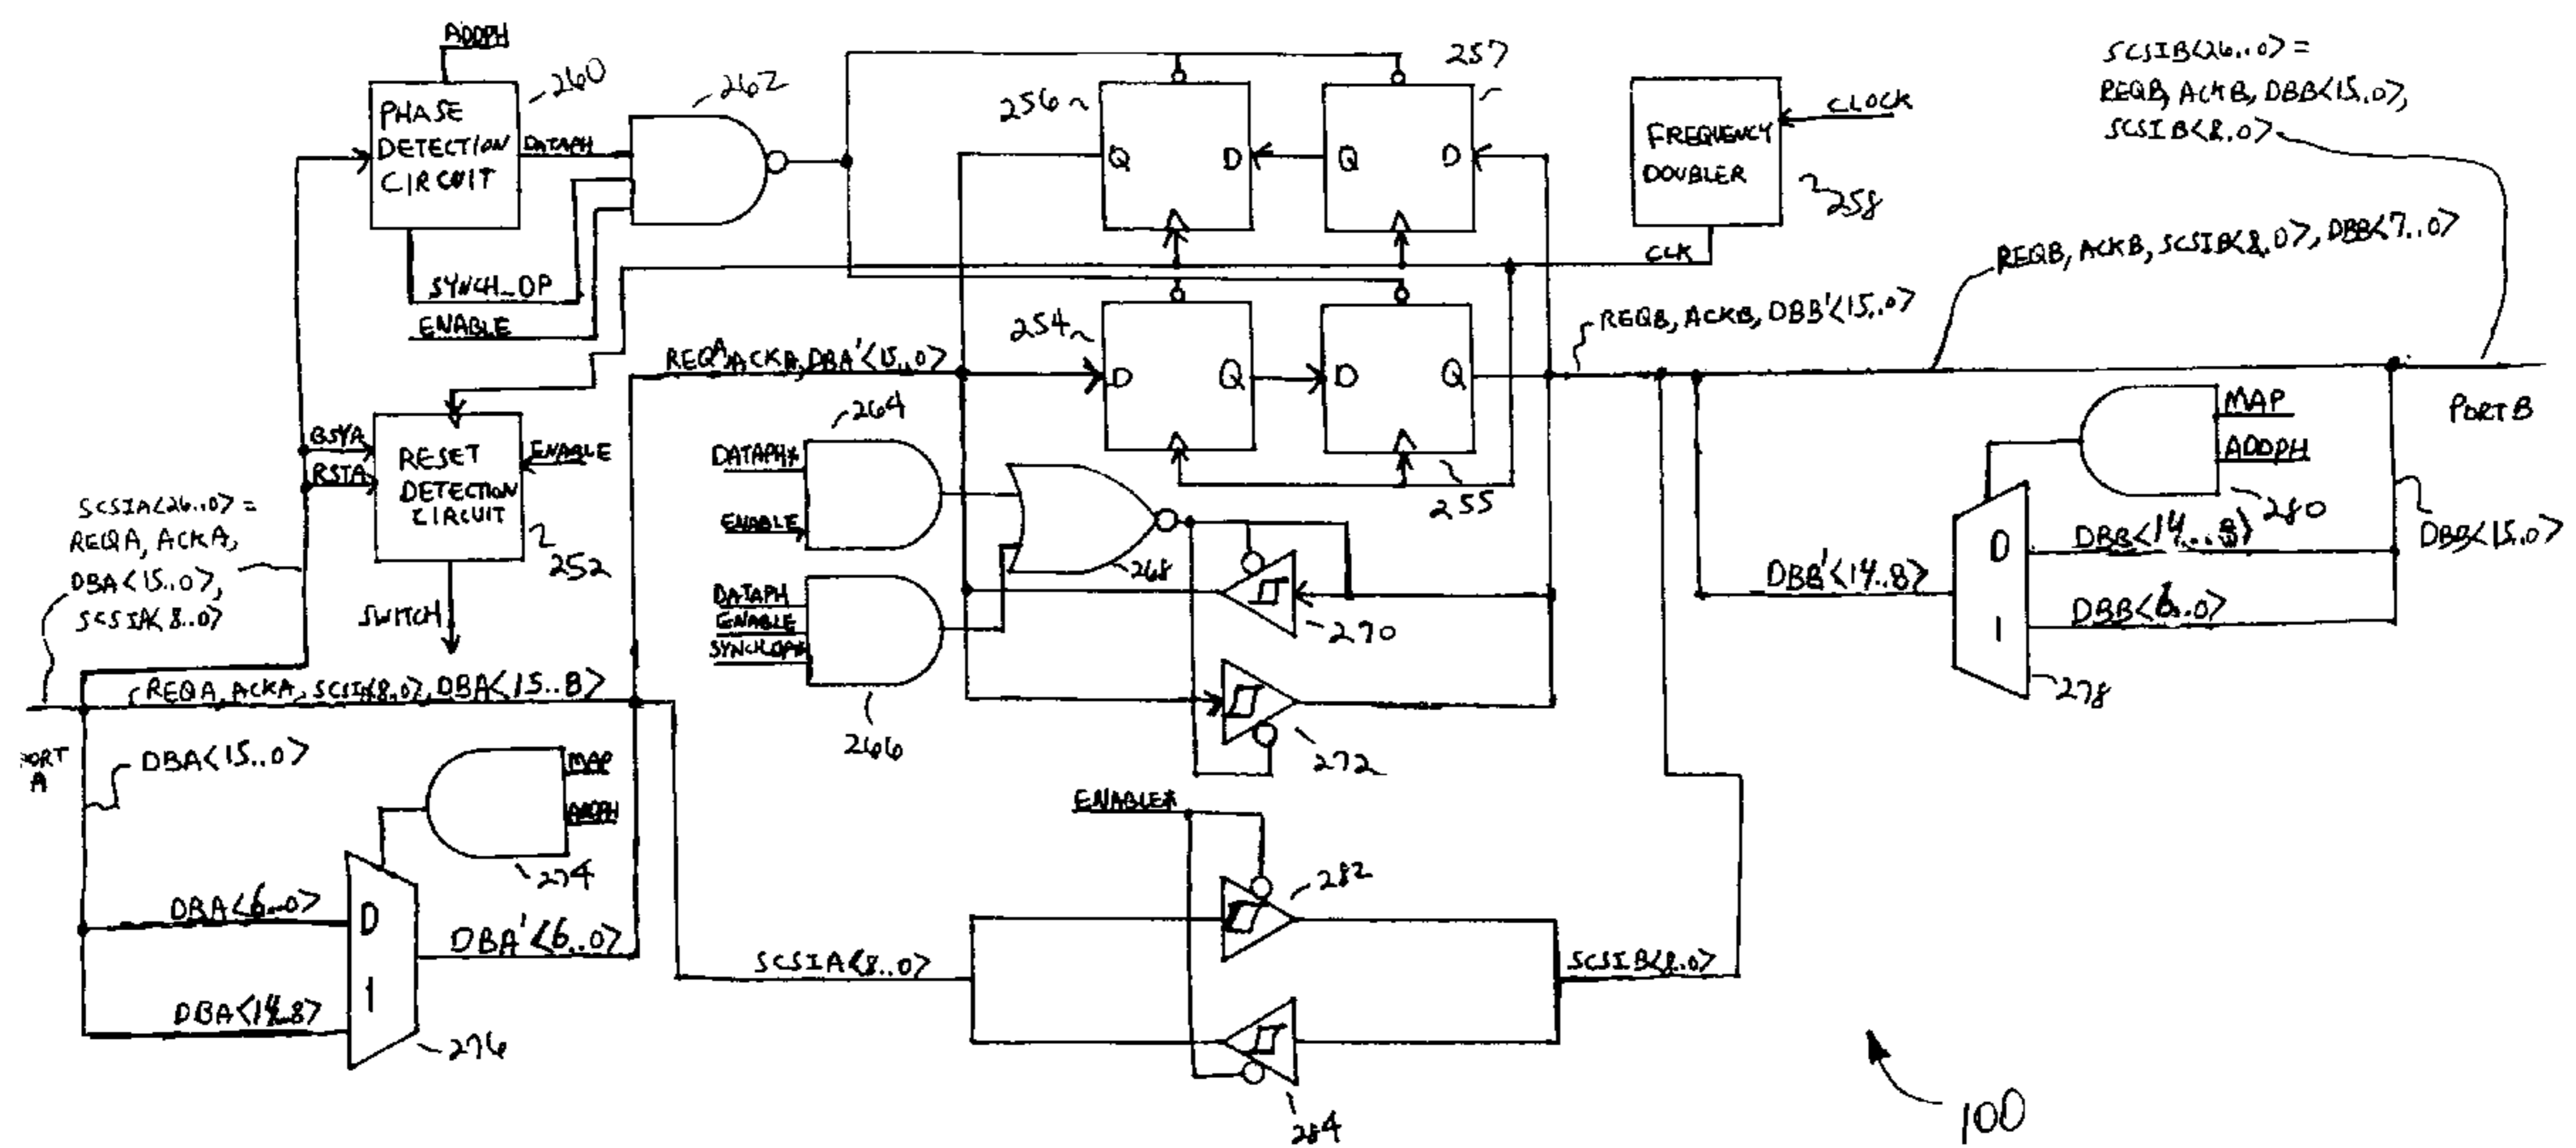 ADDPH
260
PHASE
DETECTION
CIRCUIT
DATAPH
262
SYNCH_OP
ENABLE
256
Q
D
257
Q
D
FREQUENCY
DOUBLER
CLOCK
258
CLK
SCSIB<26..0> =
REQB, ACKB, DBB<15..0>,
SCSIB<8..0>
REQB, ACKB, SCSIB<8..0>, DBB<7..0>
254
D
Q
D
Q
255
REQA, ACKA, DBA'<15..0>
REQB, ACKB, DBB'<15..0>
BSYA
RSTA
RESET
DETECTION
CIRCUIT
ENABLE
252
SWITCH
SCSIA<26..0> =
REQA, ACKA,
DBA<15..0>,
SCSIA<8..0>
264
DATAPH*
ENABLE
DATAPH
ENABLE
SYNCH_OP*
266
268
270
272
PORT B
MAP
ADDPH
280
DBB<15..0>
DBB<14..8>
DBB<6..0>
0
1
DBB'<14..8>
278
REQA, ACKA, SCSIA<8..0>, DBA<15..8>
PORT
A
DBA<15..0>
MAP
ADDPH
274
DBA<6..0>
0
DBA'<6..0>
1
DBA<14..8>
276
ENABLE*
282
SCSIA<8..0>
SCSIB<8..0>
284
100